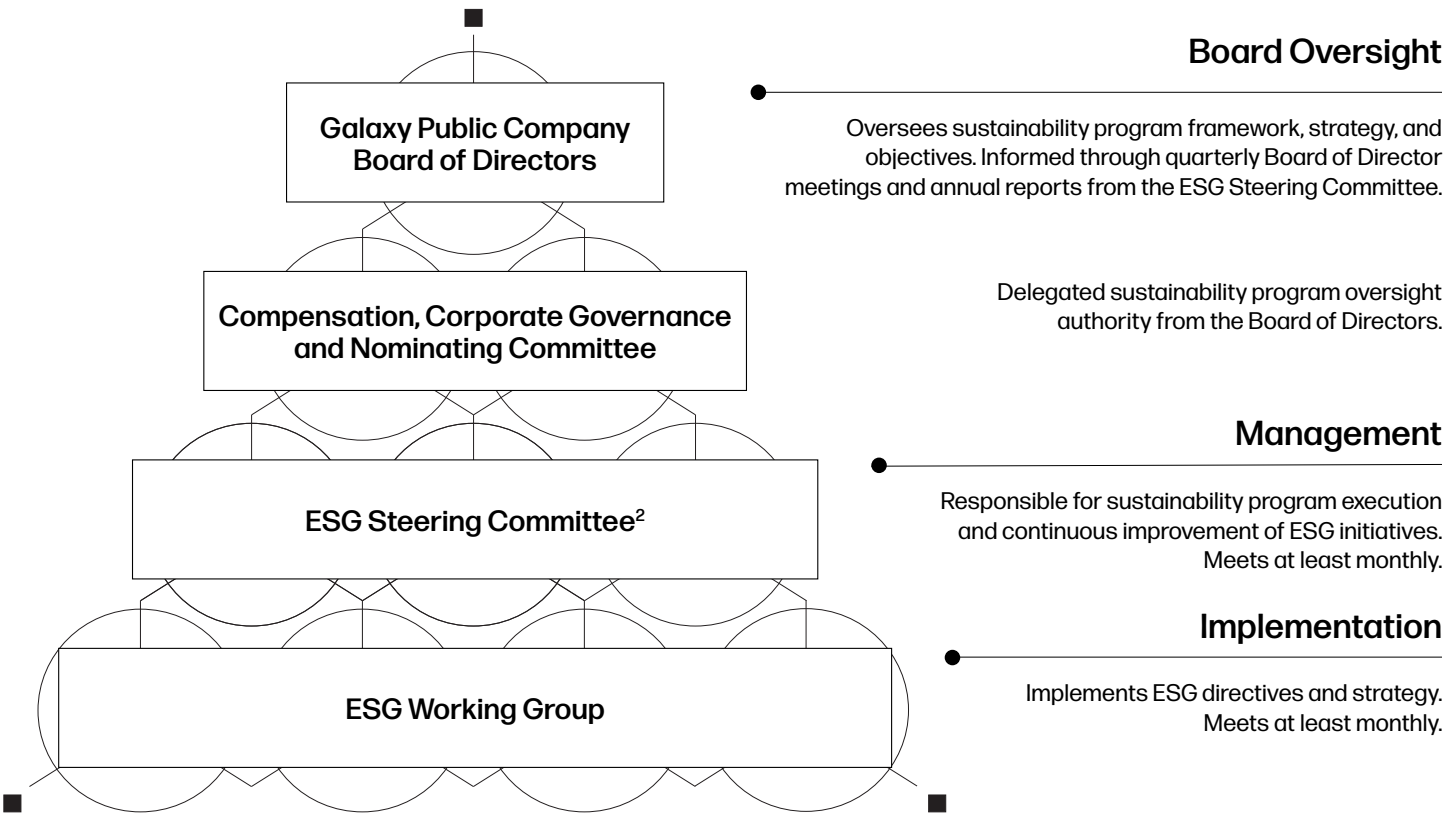 Galaxy Public Company
Board of Directors
Board Oversight
Oversees sustainability program framework, strategy, and
objectives. Informed through quarterly Board of Director
meetings and annual reports from the ESG Steering Committee.
Compensation, Corporate Governance
and Nominating Committee
Delegated sustainability program oversight
authority from the Board of Directors.
ESG Steering Committee²
Management
Responsible for sustainability program execution
and continuous improvement of ESG initiatives.
Meets at least monthly.
ESG Working Group
Implementation
Implements ESG directives and strategy.
Meets at least monthly.